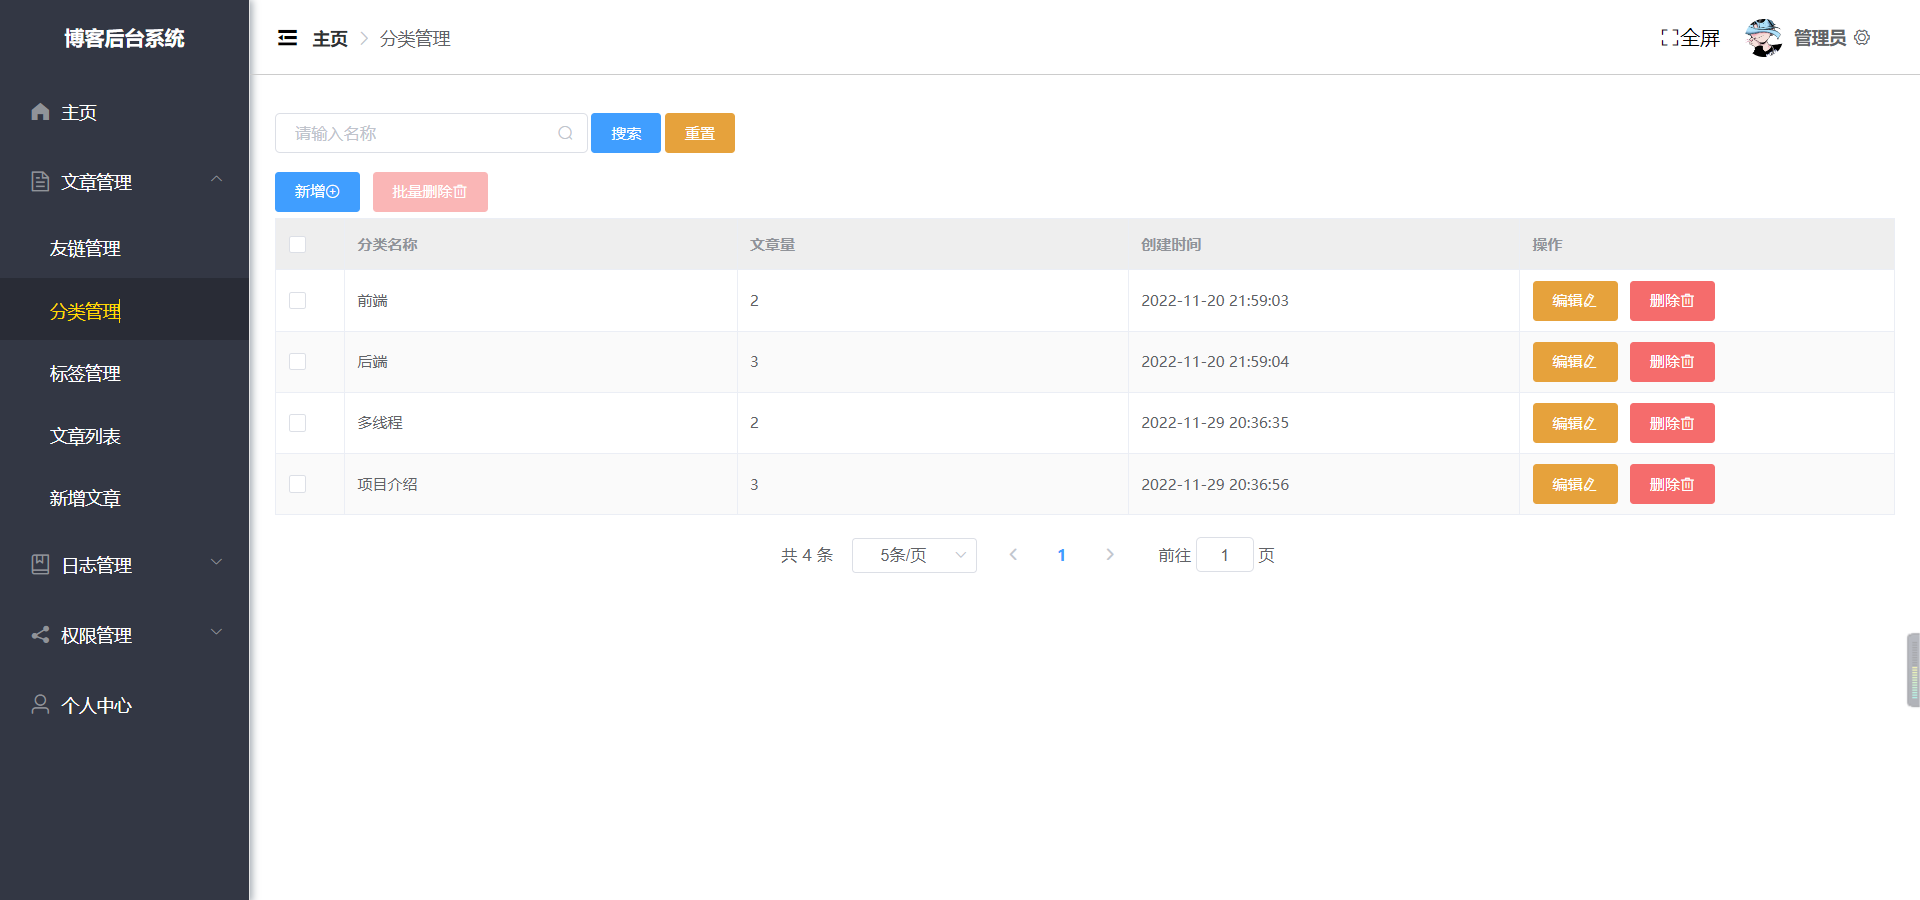 博客后台系统
主页
文章管理
友链管理
分类管理
标签管理
文章列表
新增文章
日志管理
权限管理
个人中心
主页 分类管理
全屏 管理员
请输入名称 搜索 重置
新增 批量删除
分类名称 文章量 创建时间 操作
前端 2 2022-11-20 21:59:03 编辑 删除
后端 3 2022-11-20 21:59:04 编辑 删除
多线程 2 2022-11-29 20:36:35 编辑 删除
项目介绍 3 2022-11-29 20:36:56 编辑 删除
共 4 条 5条/页 1 前往 1 页